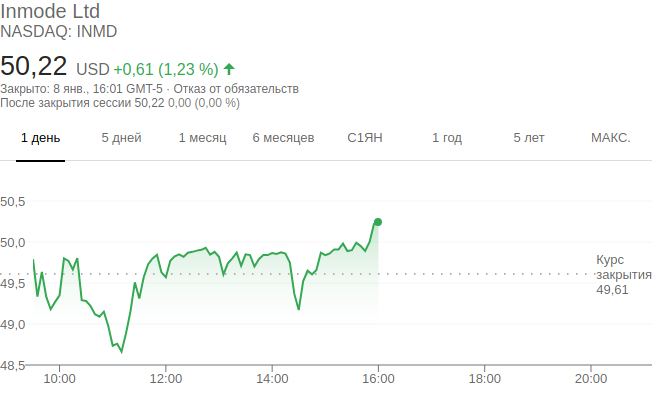 Inmode Ltd
NASDAQ: INMD
50,22 USD +0,61 (1,23 %)
Закрыто: 8 янв., 16:01 GMT-5 · Отказ от обязательств
После закрытия сессии 50,22 0,00 (0,00 %)
1 день 5 дней 1 месяц 6 месяцев С1ЯН 1 год 5 лет МАКС.
50,5
50,0
Курс
закрытия
49,61
49,5
49,0
48,5
10:00 12:00 14:00 16:00 18:00 20:00